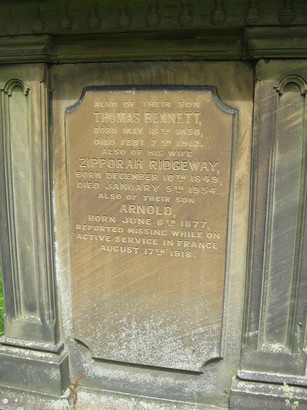 ALSO OF THEIR SON
THOMAS BENNETT,
BORN MAY 18TH 1838,
DIED FEBY 7TH 1912.
ALSO OF HIS WIFE
ZIPPORAH RIDGEWAY,
BORN DECEMBER 10TH 1849,
DIED JANUARY 5TH 1934.
ALSO OF THEIR SON
ARNOLD,
BORN JUNE 8TH 1877,
REPORTED MISSING WHILE ON
ACTIVE SERVICE IN FRANCE
AUGUST 17TH 1918.